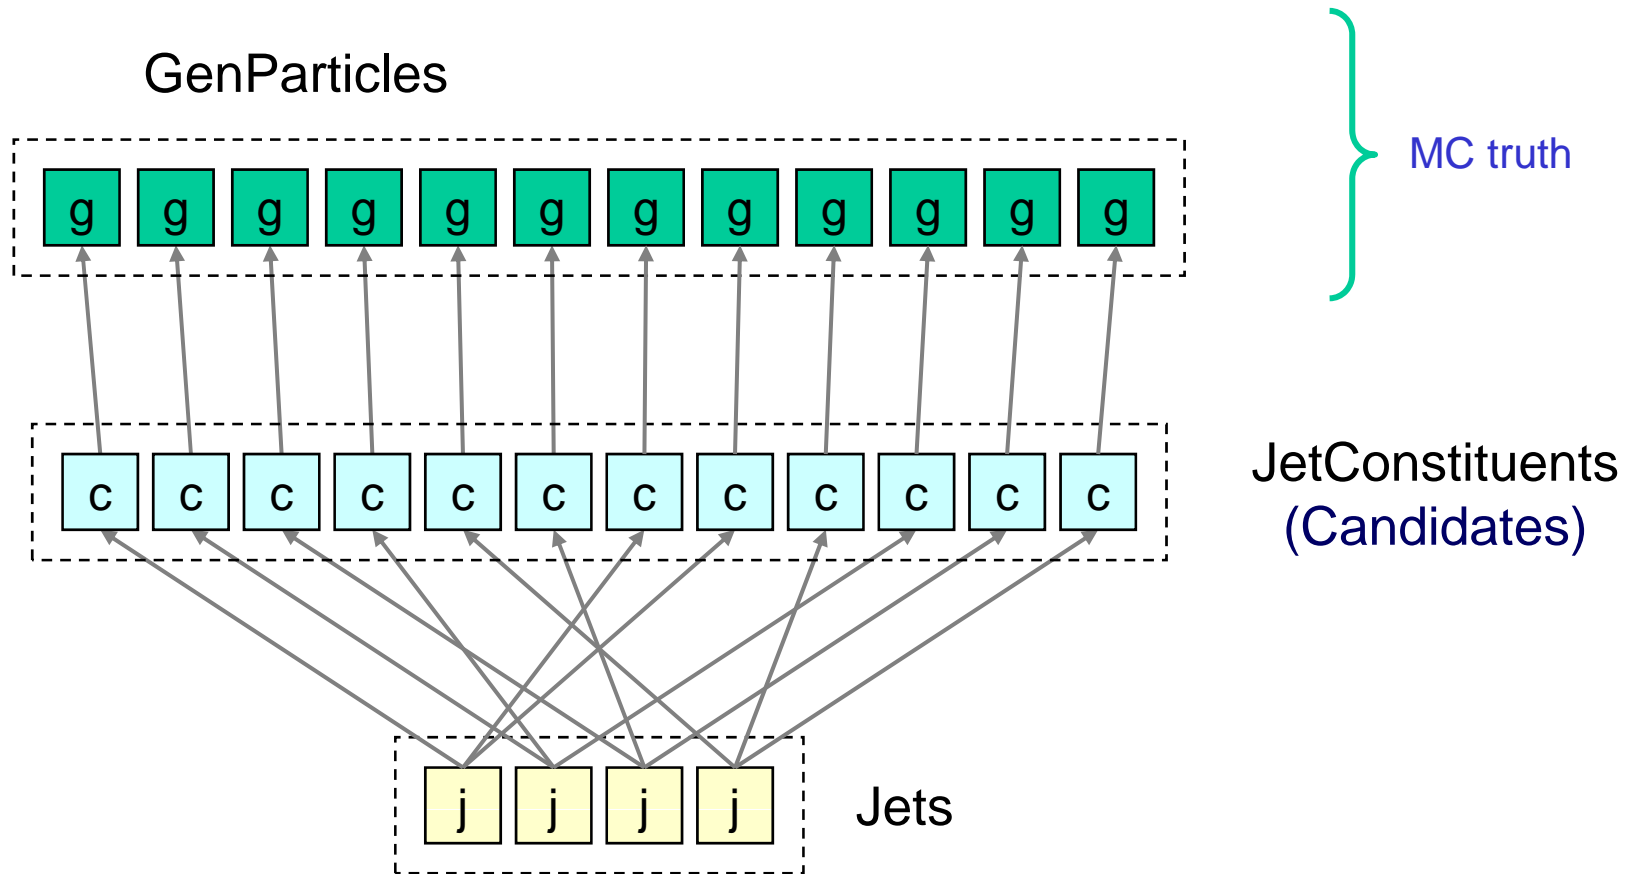 GenParticles
MC truth
g g g g g g g g g g g g
c c c c c c c c c c c c
JetConstituents
(Candidates)
j j j j
Jets